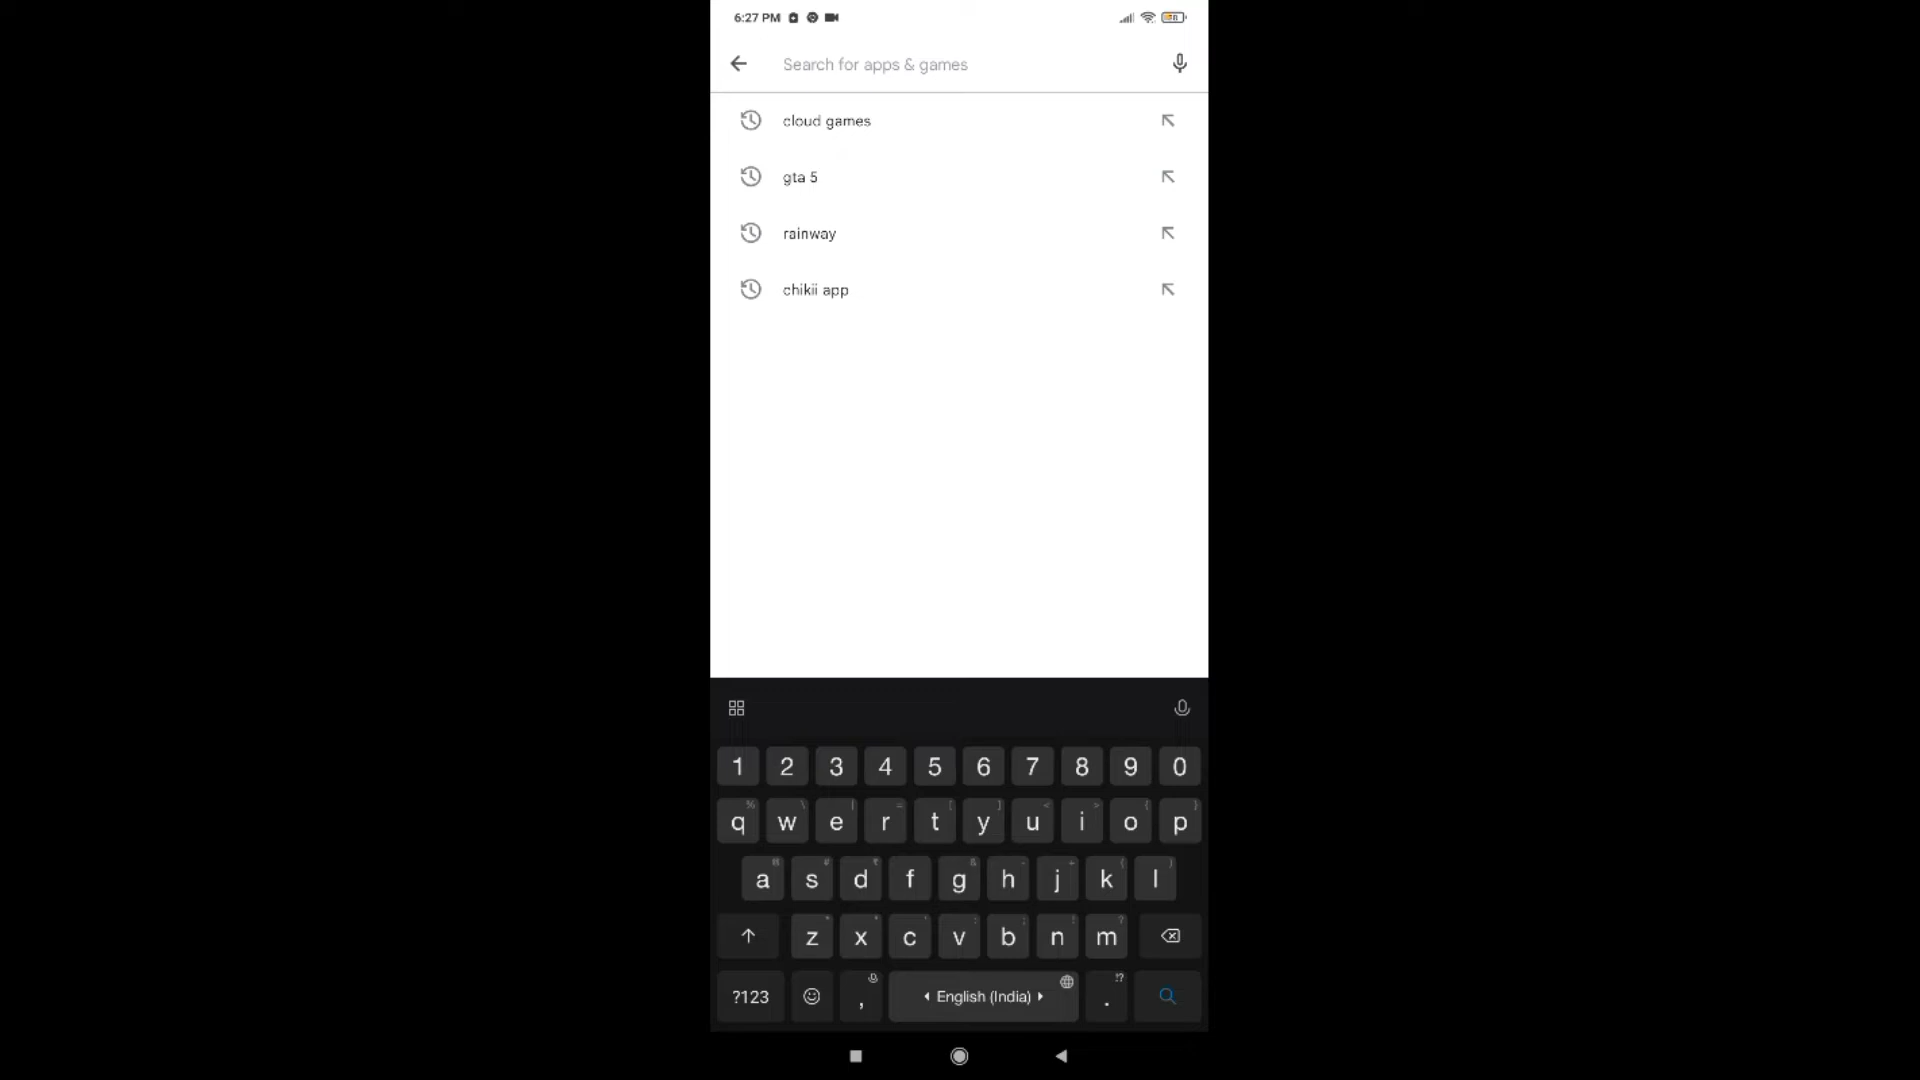 6:27 PM
Search for apps & games
cloud games
gta 5
rainway
chikii app
1 2 3 4 5 6 7 8 9 0
q w e r t y u i o p
a s d f g h j k l
z x c v b n m
?123 , English (India) .